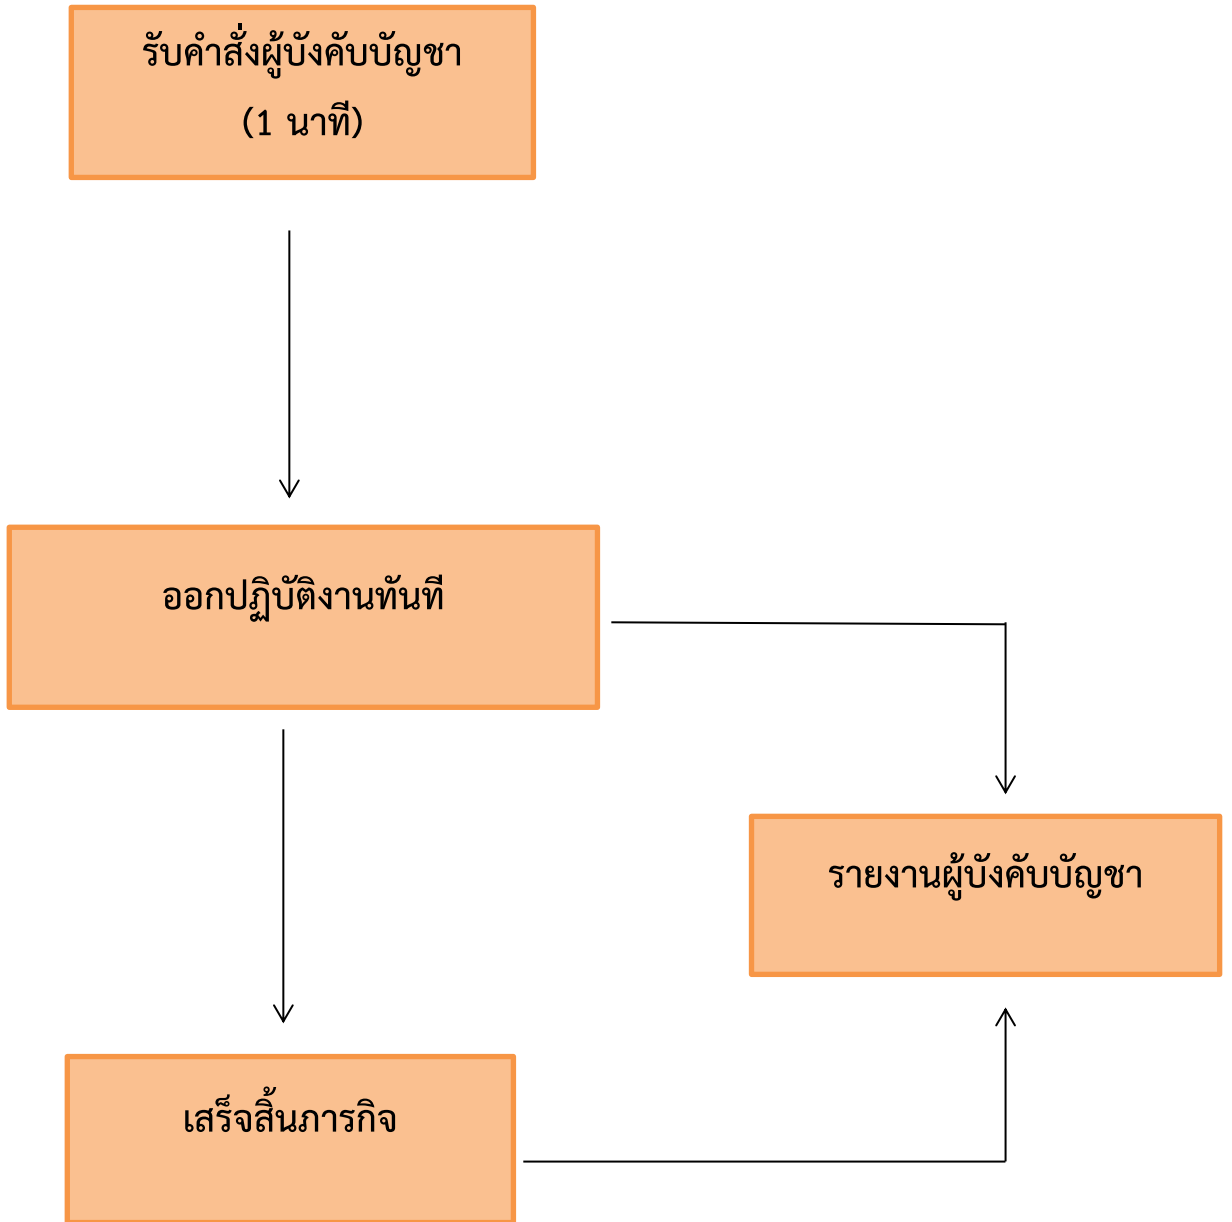 รับคำสั่งผู้บังคับบัญชา
(1 นาที)
ออกปฏิบัติงานทันที
รายงานผู้บังคับบัญชา
เสร็จสิ้นภารกิจ